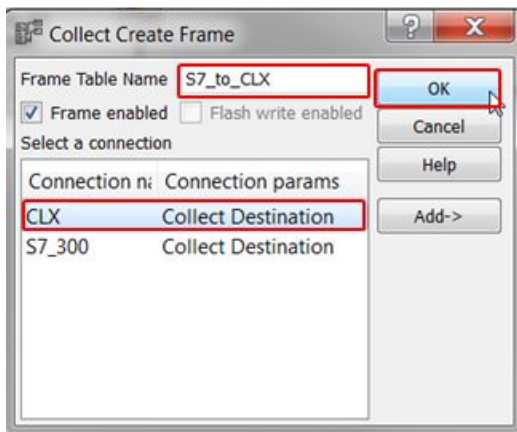 Collect Create Frame
Frame Table Name S7_to_CLX
OK
Frame enabled Flash write enabled
Cancel
Select a connection
Help
Connection na Connection params
Add->
CLX Collect Destination
S7_300 Collect Destination